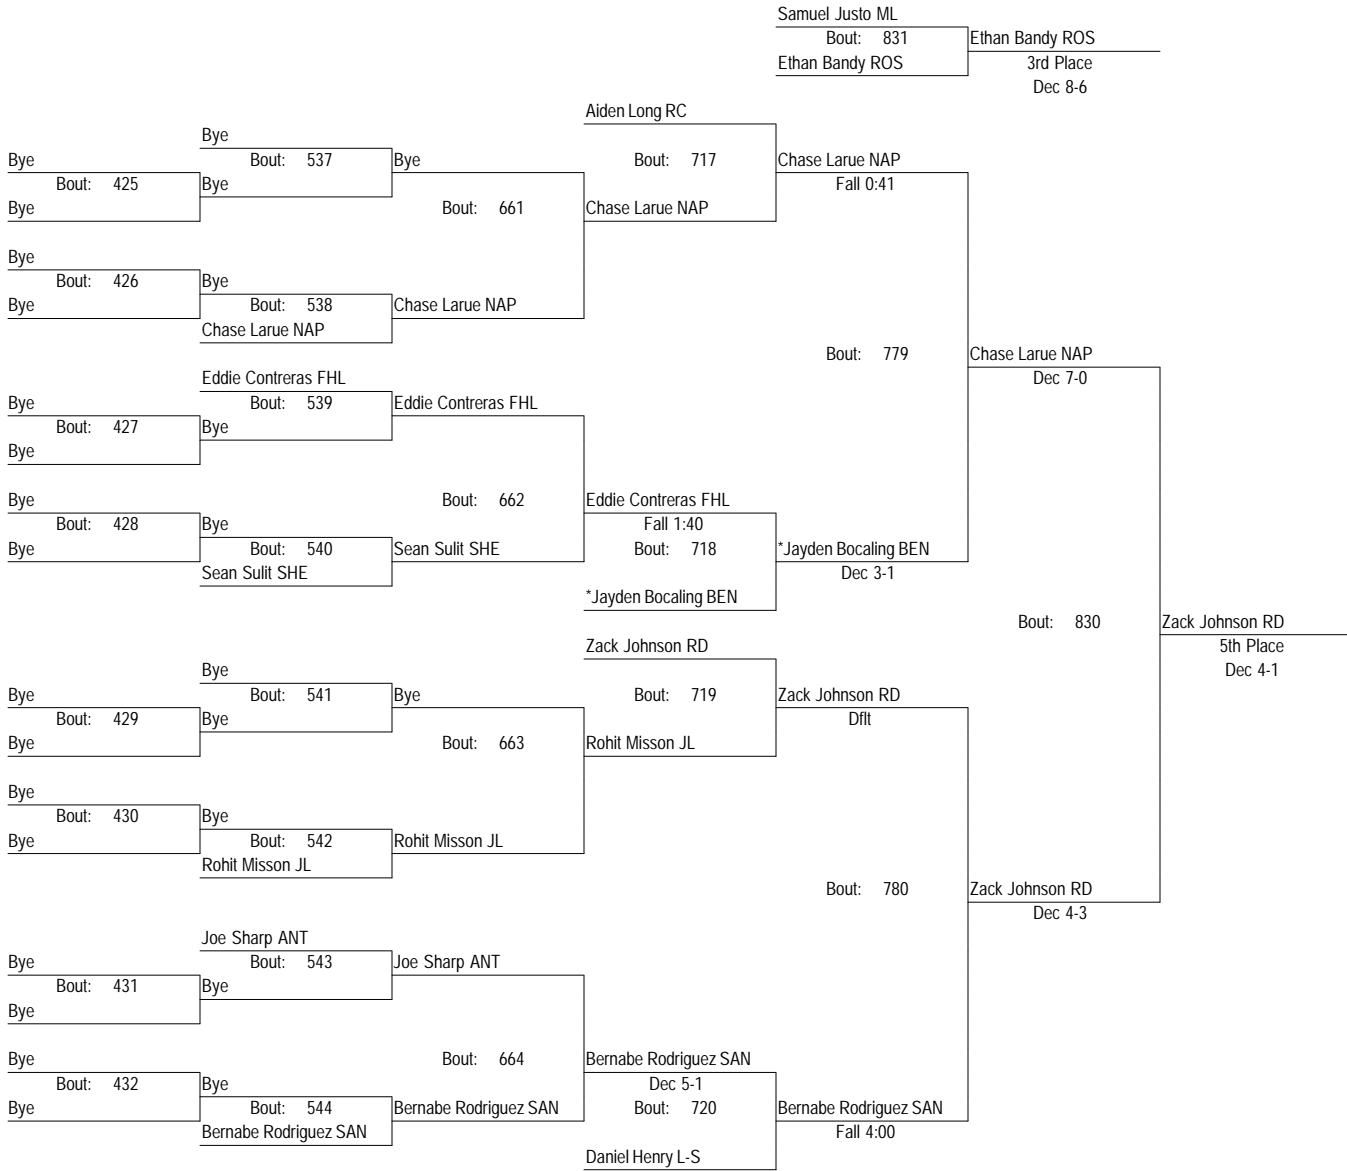 Samuel Justo ML
Bout: 831
Ethan Bandy ROS
Ethan Bandy ROS
3rd Place
Dec 8-6
Aiden Long RC
Bye
Bye
Bout: 537
Bye
Bout: 717
Chase Larue NAP
Bout: 425
Bye
Fall 0:41
Bye
Bout: 661
Chase Larue NAP
Bye
Bout: 426
Bye
Bye
Bout: 538
Chase Larue NAP
Chase Larue NAP
Bout: 779
Chase Larue NAP
Dec 7-0
Eddie Contreras FHL
Bye
Bout: 539
Eddie Contreras FHL
Bout: 427
Bye
Bye
Bye
Bout: 662
Eddie Contreras FHL
Bout: 428
Bye
Fall 1:40
Bye
Bout: 540
Sean Sulit SHE
Bout: 718
*Jayden Bocaling BEN
Sean Sulit SHE
Dec 3-1
*Jayden Bocaling BEN
Bout: 830
Zack Johnson RD
5th Place
Dec 4-1
Zack Johnson RD
Bye
Bye
Bout: 541
Bye
Bout: 719
Zack Johnson RD
Bout: 429
Bye
Dflt
Bye
Bout: 663
Rohit Misson JL
Bye
Bout: 430
Bye
Bye
Bout: 542
Rohit Misson JL
Rohit Misson JL
Bout: 780
Zack Johnson RD
Dec 4-3
Joe Sharp ANT
Bye
Bout: 543
Joe Sharp ANT
Bout: 431
Bye
Bye
Bye
Bout: 664
Bernabe Rodriguez SAN
Bout: 432
Bye
Dec 5-1
Bye
Bout: 544
Bernabe Rodriguez SAN
Bout: 720
Bernabe Rodriguez SAN
Bernabe Rodriguez SAN
Fall 4:00
Daniel Henry L-S